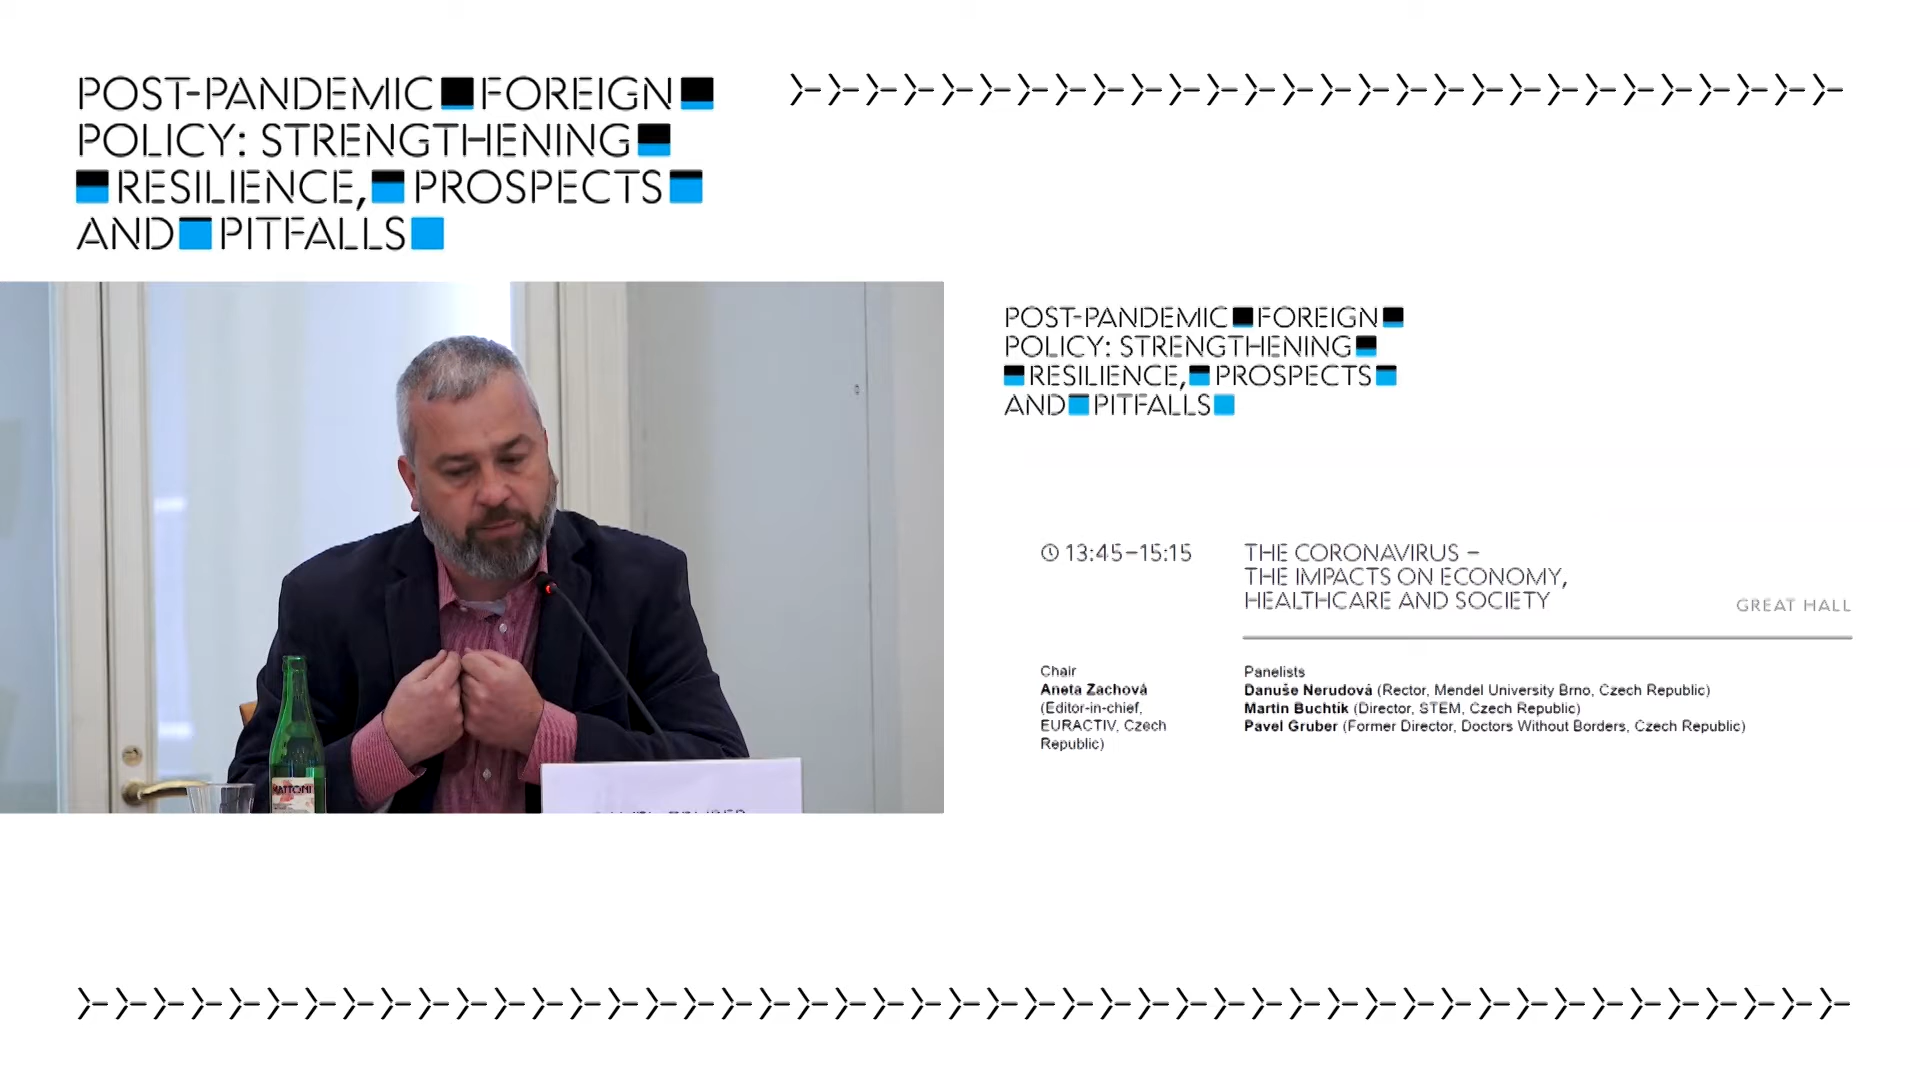 POST-PANDEMIC FOREIGN
POLICY: STRENGTHENING
RESILIENCE, PROSPECTS
AND PITFALLS
POST-PANDEMIC FOREIGN
POLICY: STRENGTHENING
RESILIENCE, PROSPECTS
AND PITFALLS
13:45–15:15
THE CORONAVIRUS –
THE IMPACTS ON ECONOMY,
HEALTHCARE AND SOCIETY
GREAT HALL
Chair
Aneta Zachová
(Editor-in-chief,
EURACTIV, Czech
Republic)
Panelists
Danuše Nerudová (Rector, Mendel University Brno, Czech Republic)
Martin Buchtík (Director, STEM, Czech Republic)
Pavel Gruber (Former Director, Doctors Without Borders, Czech Republic)
MATTONI